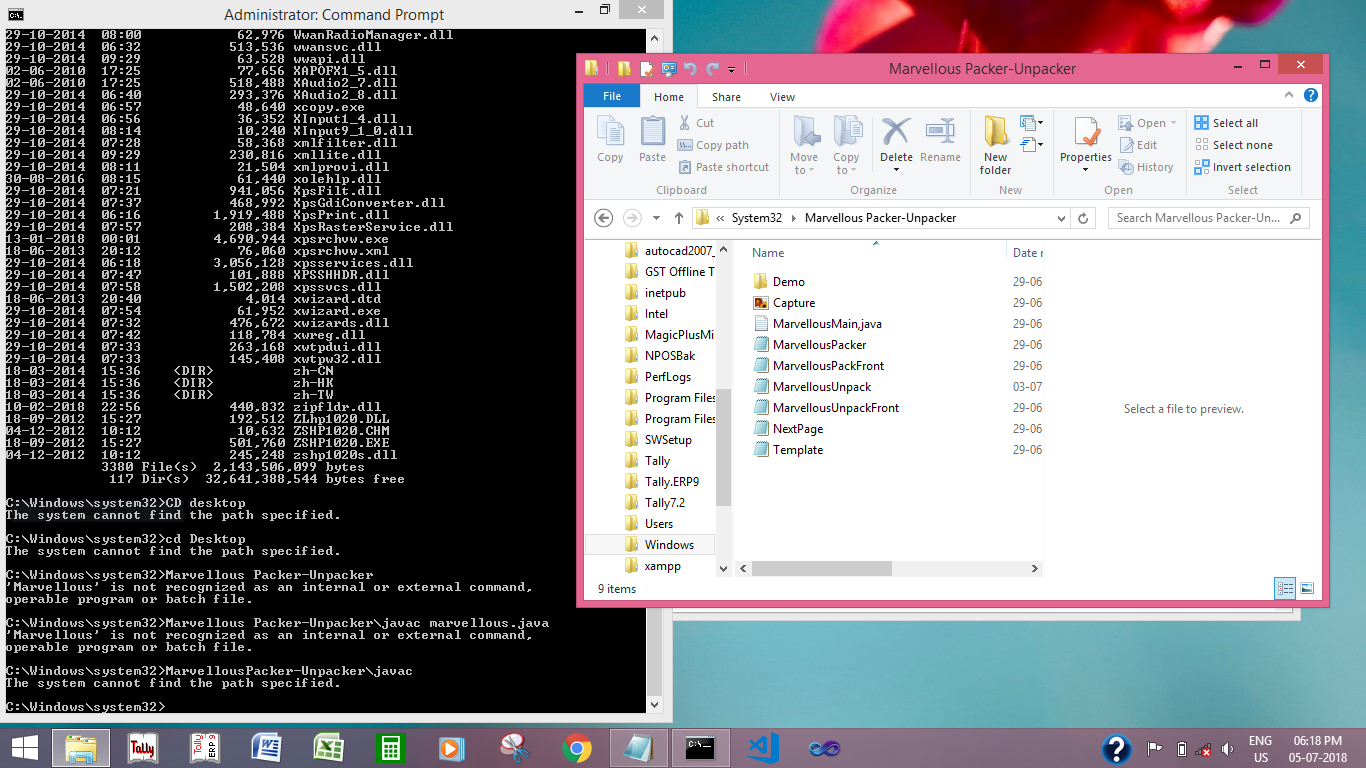 Administrator: Command Prompt
29-10-2014 08:00 62,976 WwanRadioManager.dll
29-10-2014 06:32 513,536 wwansvc.dll
29-10-2014 09:29 63,528 wwapi.dll
02-06-2010 17:25 77,656 XAPOFX1_5.dll
02-06-2010 17:25 518,488 XAudio2_7.dll
29-10-2014 06:40 293,376 XAudio2_8.dll
29-10-2014 06:57 48,640 xcopy.exe
29-10-2014 06:56 36,352 XInput1_4.dll
29-10-2014 08:14 10,240 XInput9_1_0.dll
29-10-2014 07:28 58,368 xmlfilter.dll
29-10-2014 09:29 230,816 xmllite.dll
29-10-2014 08:11 21,504 xmlprovi.dll
20-08-2016 08:15 61,440 xolehlp.dll
29-10-2014 07:21 941,056 XpsFilt.dll
29-10-2014 07:37 468,992 XpsGdiConverter.dll
29-10-2014 06:16 1,919,488 XpsPrint.dll
29-10-2014 07:57 208,384 XpsRasterService.dll
13-01-2018 00:01 4,690,944 xpsrchvw.exe
18-06-2013 20:12 76,060 xpsrchvw.xml
29-10-2014 06:18 3,056,128 xpsservices.dll
29-10-2014 07:47 101,888 XPSSHHDR.dll
29-10-2014 07:58 1,502,208 xpssvcs.dll
18-06-2013 20:40 4,014 xwizard.dtd
29-10-2014 07:54 61,952 xwizard.exe
29-10-2014 07:32 476,672 xwizards.dll
29-10-2014 07:42 118,784 xwreg.dll
29-10-2014 07:33 263,168 xwtpdui.dll
29-10-2014 07:33 145,408 xwtpw32.dll
18-03-2014 15:36 <DIR> zh-CN
18-03-2014 15:36 <DIR> zh-HK
18-03-2014 15:36 <DIR> zh-TW
10-02-2018 22:56 440,832 zipfldr.dll
18-09-2012 15:27 192,512 ZLhp1020.DLL
04-12-2012 10:12 10,632 ZSHP1020.CHM
18-09-2012 15:27 501,760 ZSHP1020.EXE
04-12-2012 10:12 245,248 zshp1020s.dll
3380 File(s) 2,143,506,099 bytes
117 Dir(s) 32,641,388,544 bytes free
C:\Windows\system32>CD desktop
The system cannot find the path specified.
C:\Windows\system32>cd Desktop
The system cannot find the path specified.
C:\Windows\system32>Marvellous Packer-Unpacker
'Marvellous' is not recognized as an internal or external command,
operable program or batch file.
C:\Windows\system32>Marvellous Packer-Unpacker\javac marvellous.java
'Marvellous' is not recognized as an internal or external command,
operable program or batch file.
C:\Windows\system32>MarvellousPacker-Unpacker\javac
The system cannot find the path specified.
C:\Windows\system32>
Marvellous Packer-Unpacker
File Home Share View
Copy Paste Cut
Copy path
Paste shortcut
Clipboard
Move to Copy to Delete Rename
Organize
New folder
New
Properties Open
Edit
History
Open
Select all
Select none
Invert selection
Select
System32 Marvellous Packer-Unpacker
Search Marvellous Packer-Un...
autocad2007_
GST Offline T
inetpub
Intel
MagicPlusMi
NPOSBak
PerfLogs
Program Files
Program Files
SWSetup
Tally
Tally.ERP9
Tally7.2
Users
Windows
xampp
Name Date r
Demo 29-06
Capture 29-06
MarvellousMain,java 29-06
MarvellousPacker 29-06
MarvellousPackFront 29-06
MarvellousUnpack 03-07
MarvellousUnpackFront 29-06
NextPage 29-06
Template 29-06
Select a file to preview.
9 items
Tally
Tally ERP 9
ENG
US
06:18 PM
05-07-2018